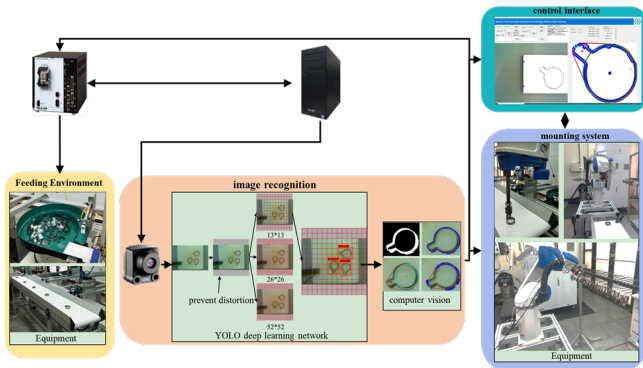 control interface
mounting system
Feeding Environment
image recognition
13*13
26*26
prevent distortion
52*52
YOLO deep learning network
computer vision
Equipment
Equipment